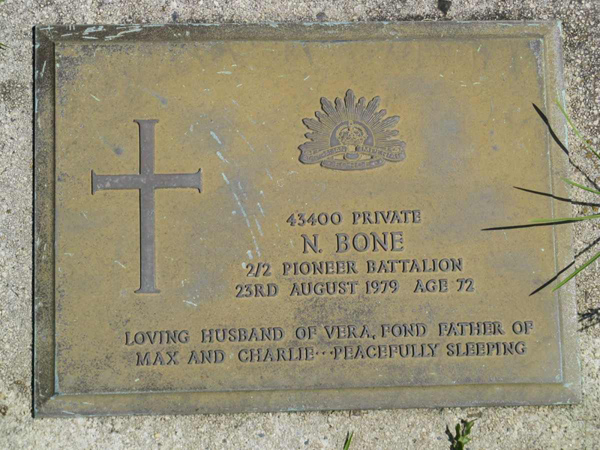 43400 PRIVATE
N. BONE
2/2 PIONEER BATTALION
23RD AUGUST 1979 AGE 72
LOVING HUSBAND OF VERA, FOND FATHER OF
MAX AND CHARLIE...PEACEFULLY SLEEPING